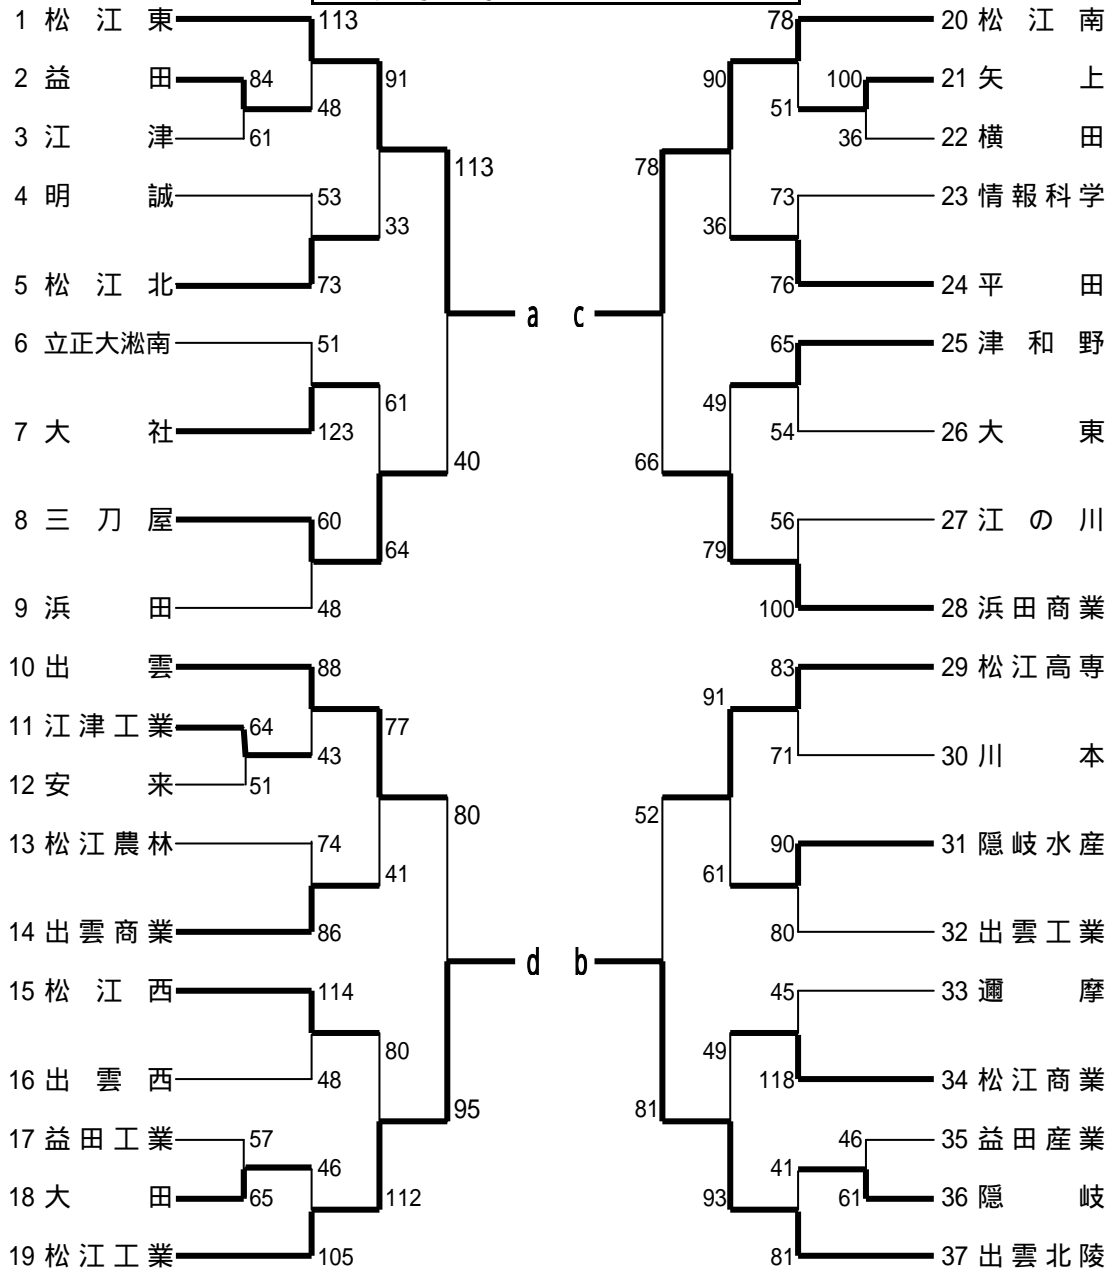 1 松江東 113 78 20 松江南
2 益田 84 91 90 100 21 矢上
48 51
3 江津 61 36 22 横田
113 78
4 明誠 53 73 23 情報科学
33 36
5 松江北 73 76 24 平田
a c
6 立正大淞南 51 65 25 津和野
61 49
7 大社 123 54 26 大東
40 66
8 三刀屋 60 56 27 江の川
64 79
9 浜田 48 100 28 浜田商業
10 出雲 88 83 29 松江高専
91
11 江津工業 64 77
43 71 30 川本
12 安来 51
80 52
13 松江農林 74 90 31 隠岐水産
41 61
14 出雲商業 86 80 32 出雲工業
d b
15 松江西 114 45 33 邇摩
80 49
16 出雲西 48 118 34 松江商業
95 81
17 益田工業 57 46 35 益田産業
46 41
18 大田 65 112 93 61 36 隠岐
19 松江工業 105 81 37 出雲北陵